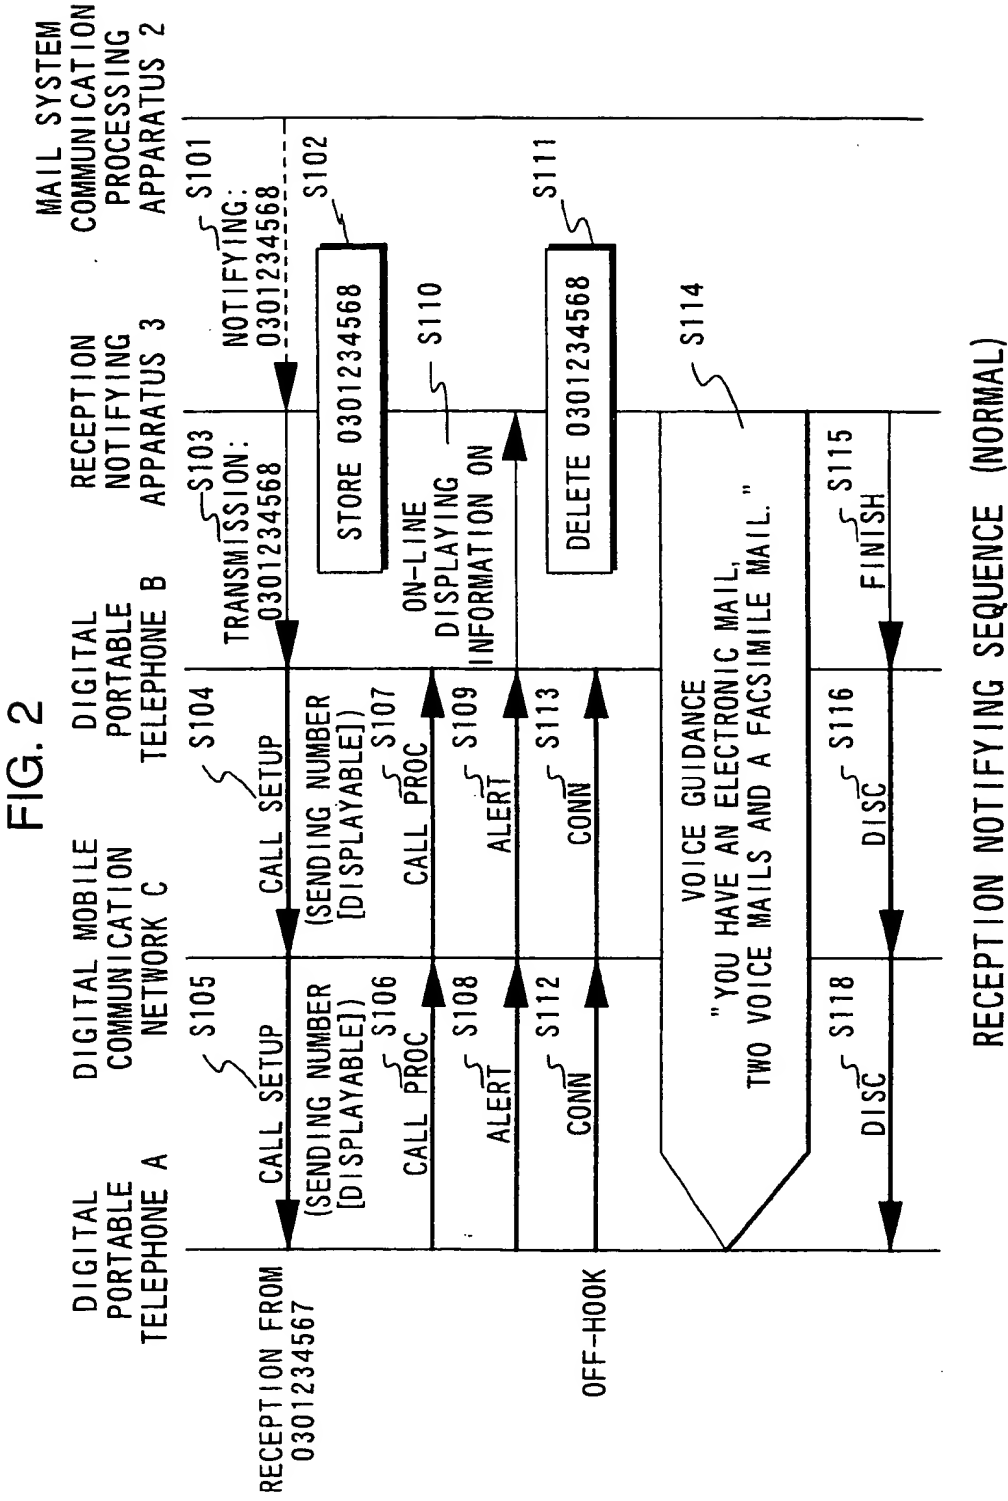 FIG. 2
DIGITAL
PORTABLE
TELEPHONE A
DIGITAL MOBILE
COMMUNICATION
NETWORK C
DIGITAL
PORTABLE
TELEPHONE B
RECEPTION
NOTIFYING
APPARATUS 3
MAIL SYSTEM
COMMUNICATION
PROCESSING
APPARATUS 2
S101
NOTIFYING:
0301234568
S102
STORE 0301234568
S103
TRANSMISSION:
0301234568
S104
CALL SETUP
(SENDING NUMBER
[DISPLAYABLE])
S105
CALL SETUP
(SENDING NUMBER
[DISPLAYABLE])
RECEPTION FROM
0301234567
S106
CALL PROC
S107
CALL PROC
S108
ALERT
S109
ALERT
S110
ON-LINE
DISPLAYING
INFORMATION ON
S111
DELETE 0301234568
OFF-HOOK
S112
CONN
S113
CONN
S114
VOICE GUIDANCE
"YOU HAVE AN ELECTRONIC MAIL,
TWO VOICE MAILS AND A FACSIMILE MAIL."
S115
FINISH
S116
DISC
S118
DISC
RECEPTION NOTIFYING SEQUENCE (NORMAL)